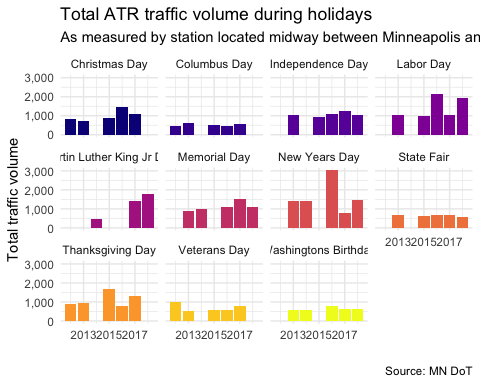 Total ATR traffic volume during holidays
As measured by station located midway between Minneapolis an
Christmas Day Columbus Day Independence Day Labor Day
3,000
2,000
1,000
0
rtin Luther King Jr D Memorial Day New Years Day State Fair
3,000
2,000
1,000
0
201320152017
Thanksgiving Day Veterans Day Washingtons Birthda
3,000
2,000
1,000
0
201320152017 201320152017 201320152017
Total traffic volume
Source: MN DoT